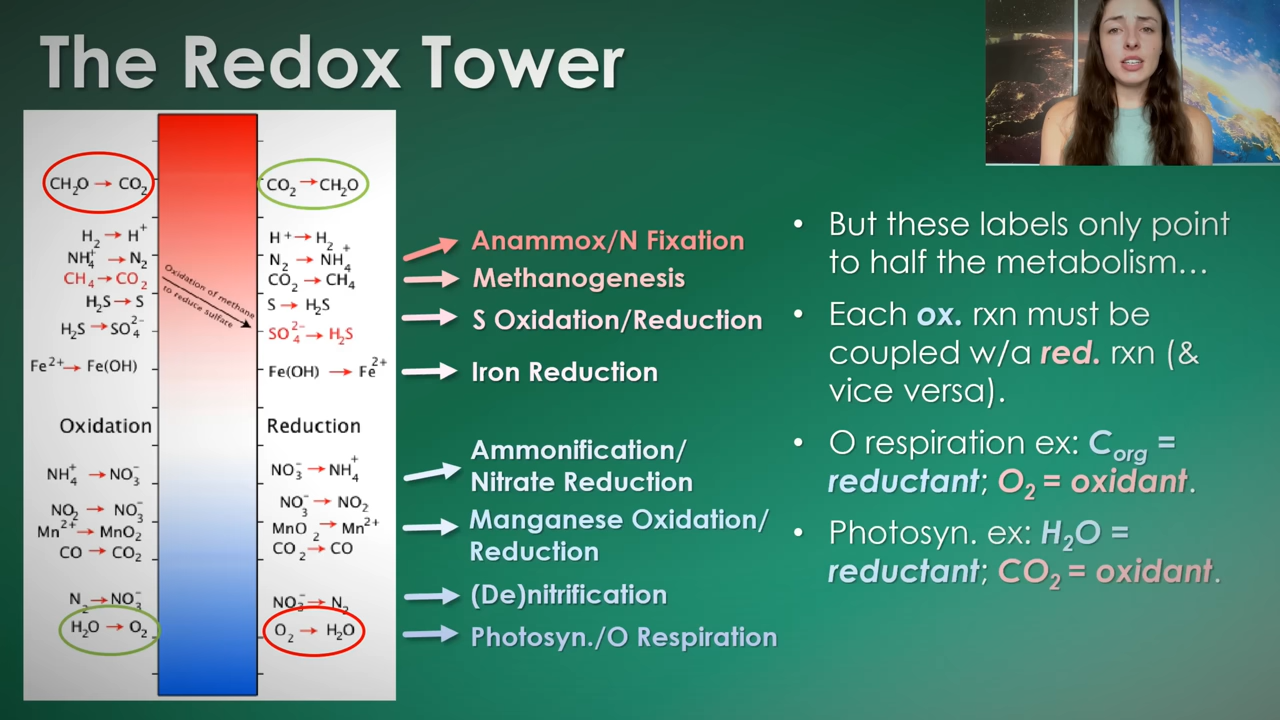 The Redox Tower
CH₂O → CO₂
CO₂ → CH₂O
H₂ → H⁺
H⁺ → H₂
NH₄⁺ → N₂
N₂ → NH₄⁺
CH₄ → CO₂
CO₂ → CH₄
H₂S → S
S → H₂S
H₂S → SO₄²⁻
SO₄²⁻ → H₂S
Fe²⁺ → Fe(OH)
Fe(OH) → Fe²⁺
Oxidation of methane
to reduce sulfate
Oxidation
Reduction
NH₄⁺ → NO₃⁻
NO₃⁻ → NH₄⁺
NO₂ → NO₃⁻
NO₃⁻ → NO₂
Mn²⁺ → MnO₂
MnO₂ → Mn²⁺
CO → CO₂
CO₂ → CO
N₂ → NO₃⁻
NO₃⁻ → N₂
H₂O → O₂
O₂ → H₂O
Anammox/N Fixation
Methanogenesis
S Oxidation/Reduction
Iron Reduction
Ammonification/
Nitrate Reduction
Manganese Oxidation/
Reduction
(De)nitrification
Photosyn./O Respiration
• But these labels only point
to half the metabolism…
• Each ox. rxn must be
coupled w/a red. rxn (&
vice versa).
• O respiration ex: C_org =
reductant; O₂ = oxidant.
• Photosyn. ex: H₂O =
reductant; CO₂ = oxidant.